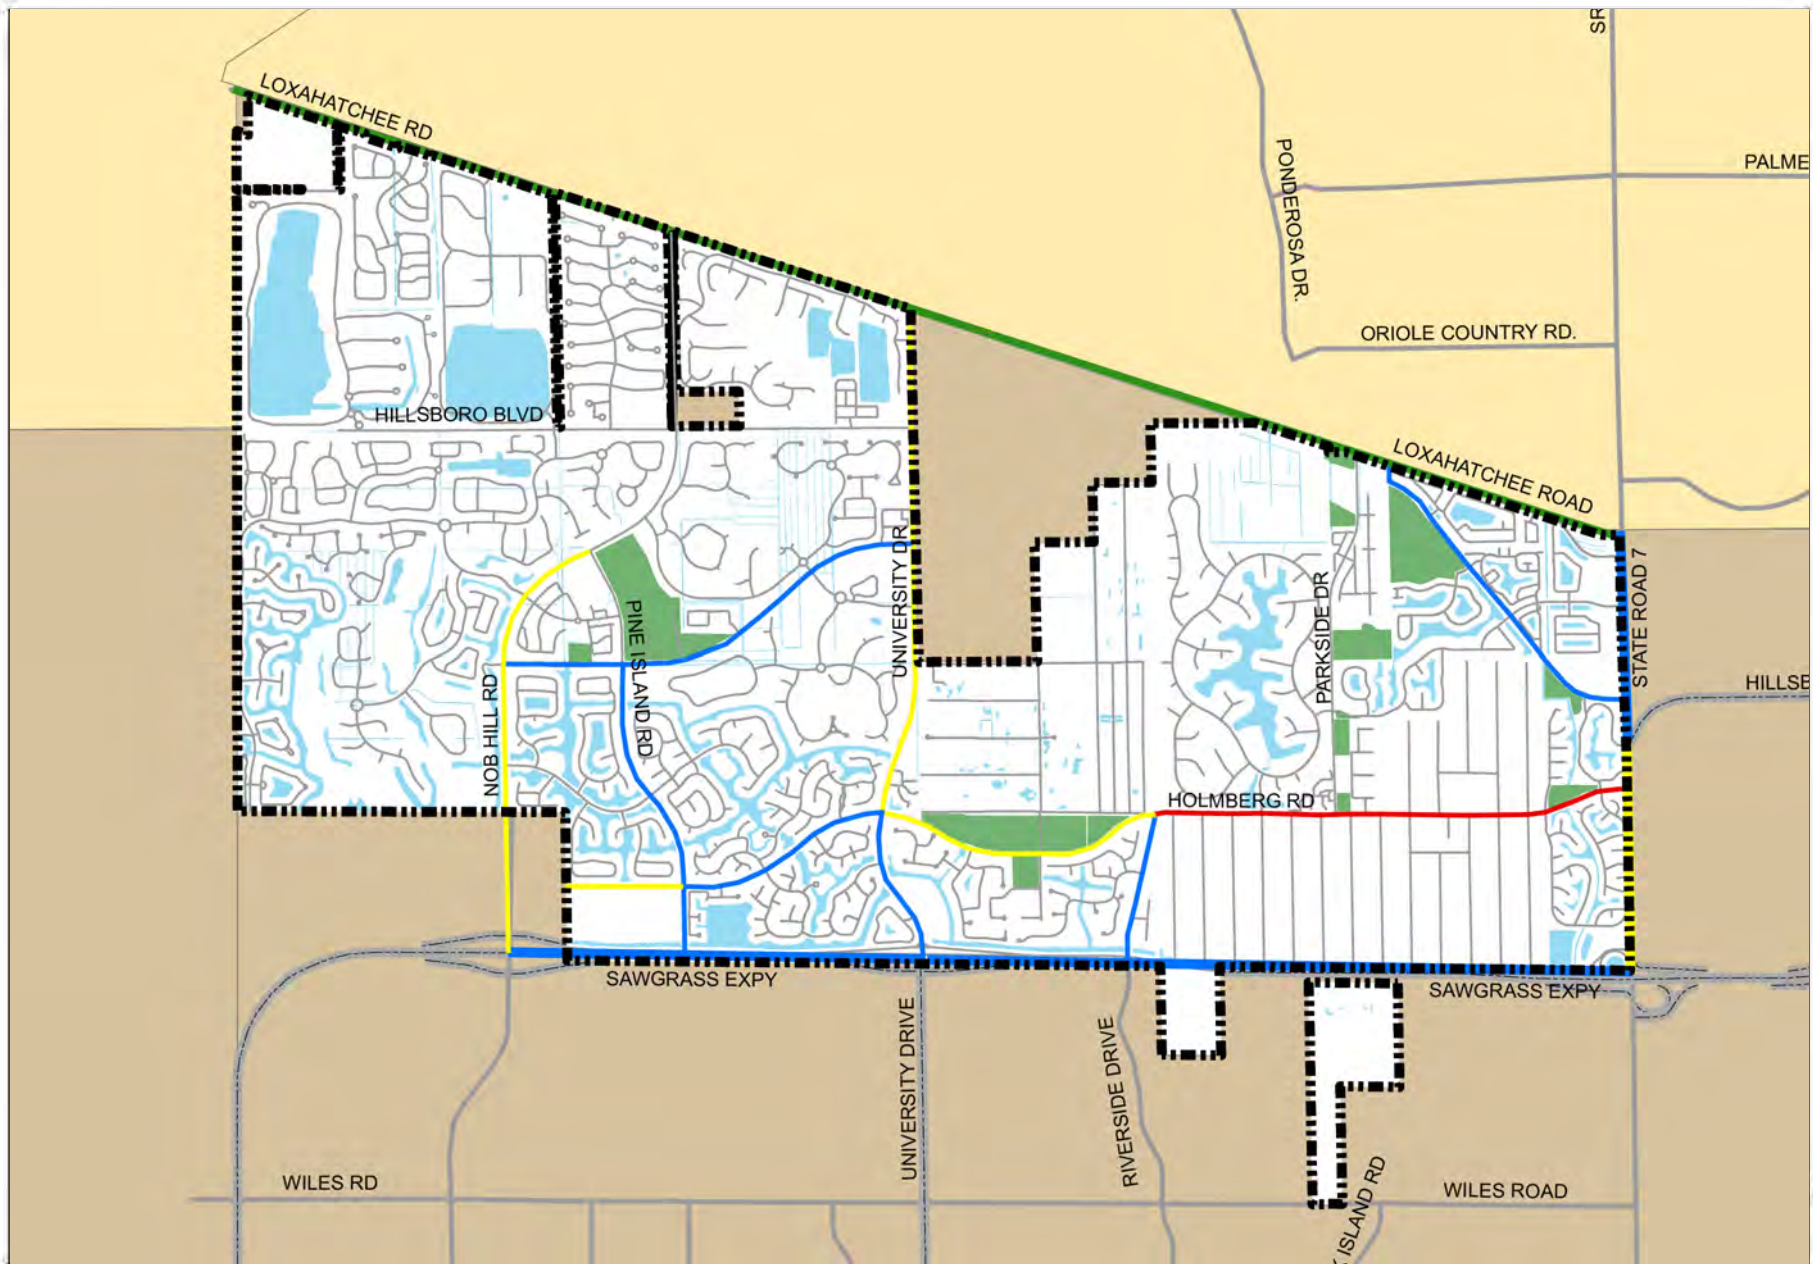 SR
LOXAHATCHEE RD
PALME
PONDEROSA DR.
ORIOLE COUNTRY RD.
HILLSBORO BLVD
LOXAHATCHEE ROAD
UNIVERSITY DR
STATE ROAD 7
PINE ISLAND RD
PARKSIDE DR
NOB HILL RD
HILLSB
HOLMBERG RD
SAWGRASS EXPY
SAWGRASS EXPY
UNIVERSITY DRIVE
RIVERSIDE DRIVE
WILES RD
WILES ROAD
ISLAND RD